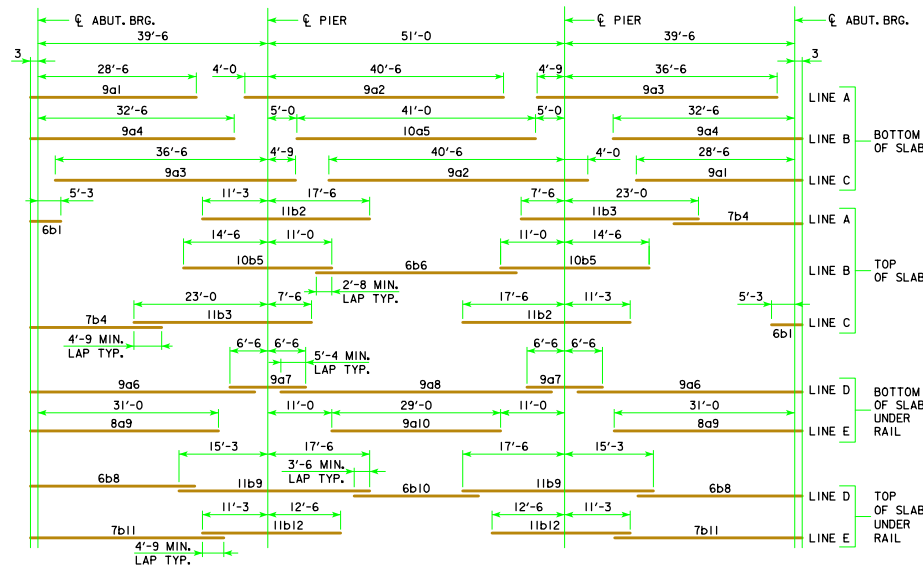 ℄ ABUT. BRG. ℄ PIER ℄ PIER ℄ ABUT. BRG.
39'-6 51'-0 39'-6
3 3
28'-6 4'-0 40'-6 4'-9 36'-6
9a1 9a2 9a3 LINE A
32'-6 5'-0 41'-0 5'-0 32'-6
9a4 10a5 9a4 LINE B
BOTTOM
OF SLAB
36'-6 4'-9 40'-6 4'-0 28'-6
9a3 9a2 9a1 LINE C
5'-3 11'-3 17'-6 7'-6 23'-0
6b1 11b2 11b3 7b4 LINE A
14'-6 11'-0 11'-0 14'-6
10b5 6b6 10b5 LINE B
TOP
OF SLAB
2'-8 MIN.
LAP TYP.
23'-0 7'-6 17'-6 11'-3 5'-3
7b4 11b3 11b2 6b1 LINE C
4'-9 MIN.
LAP TYP.
6'-6 6'-6 5'-4 MIN.
LAP TYP.
6'-6 6'-6
9a6 9a7 9a8 9a7 9a6 LINE D
31'-0 11'-0 29'-0 11'-0 31'-0
8a9 9a10 8a9 LINE E
BOTTOM
OF SLAB
UNDER
RAIL
15'-3 17'-6 17'-6 15'-3
3'-6 MIN.
LAP TYP.
6b8 11b9 6b10 11b9 6b8 LINE D
11'-3 12'-6 12'-6 11'-3
7b11 11b12 11b12 7b11 LINE E
TOP
OF SLAB
UNDER
RAIL
4'-9 MIN.
LAP TYP.